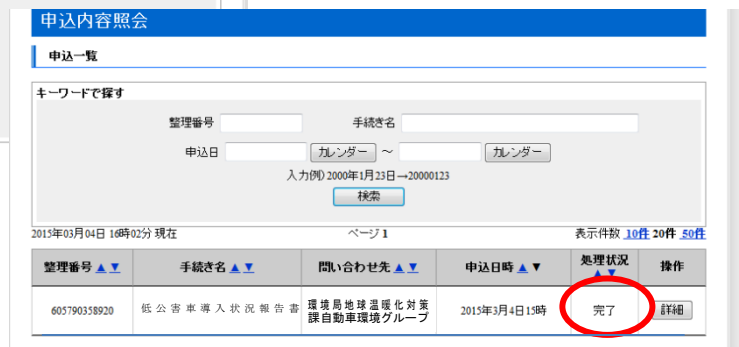 申込内容照会
申込一覧
キーワードで探す
整理番号 手続き名
申込日 カレンダー ～ カレンダー
入力例) 2000年1月23日→20000123
検索
2015年03月04日 16時02分 現在 ページ 1 表示件数 10件 20件 50件
整理番号 ▲ ▼ 手続き名 ▲ ▼ 問い合わせ先 ▲ ▼ 申込日時 ▲ ▼ 処理状況 ▲ ▼ 操作
605790358920 低公害車導入状況報告書 環境局地球温暖化対策 2015年3月4日15時 完了 詳細
課自動車環境グループ